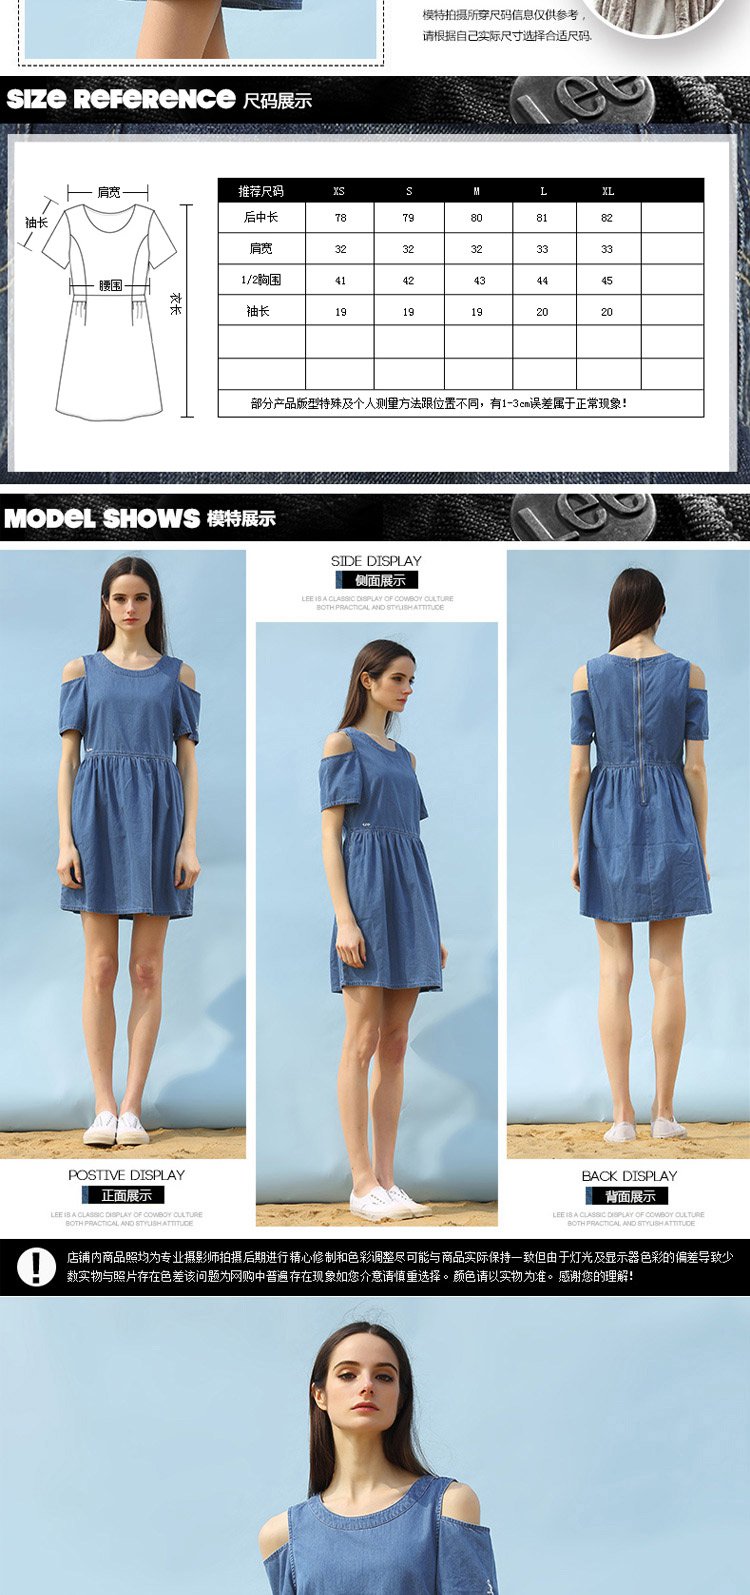 模特拍摄所穿尺码信息仅供参考，
请根据自己实际尺寸选择合适尺码.
SIZE REFERENCE 尺码展示
Lee
肩宽
袖长
腰围
衣长
推荐尺码 XS S M L XL
后中长 78 79 80 81 82
肩宽 32 32 32 33 33
1/2胸围 41 42 43 44 45
袖长 19 19 19 20 20
部分产品版型特殊及个人测量方法跟位置不同，有1-3cm误差属于正常现象！
MODEL SHOWS 模特展示
Lee
SIDE DISPLAY
侧面展示
LEE IS A CLASSIC DISPLAY OF COWBOY CULTURE
BOTH PRACTICAL AND STYLISH ATTITUDE
POSTIVE DISPLAY
正面展示
LEE IS A CLASSIC DISPLAY OF COWBOY CULTURE
BOTH PRACTICAL AND STYLISH ATTITUDE
BACK DISPLAY
背面展示
LEE IS A CLASSIC DISPLAY OF COWBOY CULTURE
BOTH PRACTICAL AND STYLISH ATTITUDE
店铺内商品照均为专业摄影师拍摄后期进行精心修制和色彩调整尽可能与商品实际保持一致但由于灯光及显示器色彩的偏差导致少
数实物与照片存在色差该问题为网购中普遍存在现象如您介意请慎重选择。颜色请以实物为准。感谢您的理解!